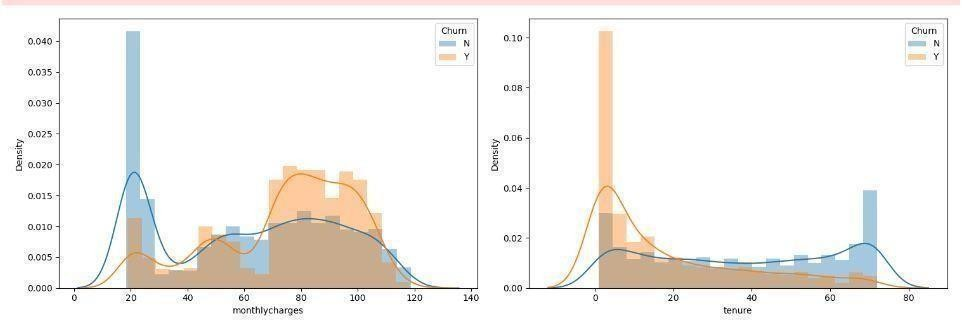 Churn
N
Y
0.040
0.035
0.030
0.025
0.020
0.015
0.010
0.005
0.000
Density
0 20 40 60 80 100 120 140
monthlycharges
Churn
N
Y
0.10
0.08
0.06
0.04
0.02
0.00
Density
0 20 40 60 80
tenure